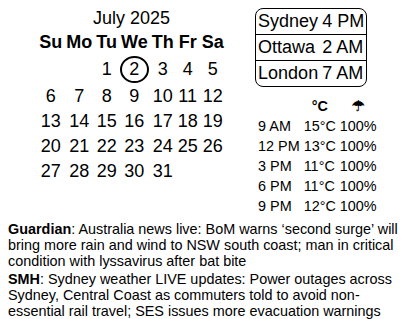 July 2025
Su Mo Tu We Th Fr Sa
1 2 3 4 5
6 7 8 9 10 11 12
13 14 15 16 17 18 19
20 21 22 23 24 25 26
27 28 29 30 31
Sydney 4 PM
Ottawa 2 AM
London 7 AM
°C ☂
9 AM 15°C 100%
12 PM 13°C 100%
3 PM 11°C 100%
6 PM 11°C 100%
9 PM 12°C 100%
Guardian: Australia news live: BoM warns ‘second surge’ will
bring more rain and wind to NSW south coast; man in critical
condition with lyssavirus after bat bite
SMH: Sydney weather LIVE updates: Power outages across
Sydney, Central Coast as commuters told to avoid non-
essential rail travel; SES issues more evacuation warnings